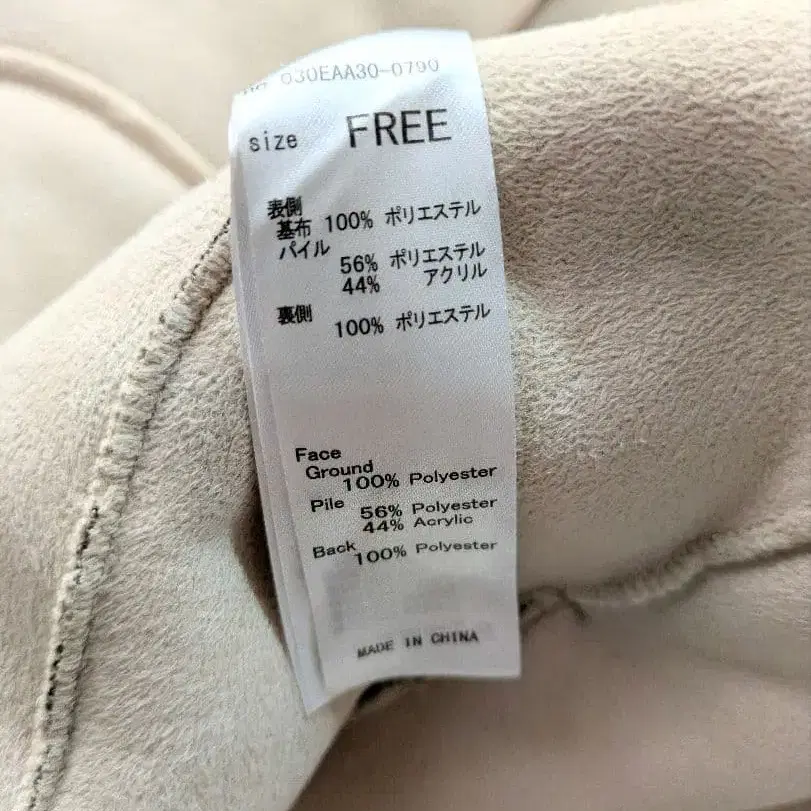 030EAA30-0790
size FREE
表側
基布 100% ポリエステル
パイル
56% ポリエステル
44% アクリル
裏側
100% ポリエステル
Face
Ground
100% Polyester
Pile 56% Polyester
44% Acrylic
Back 100% Polyester
MADE IN CHINA